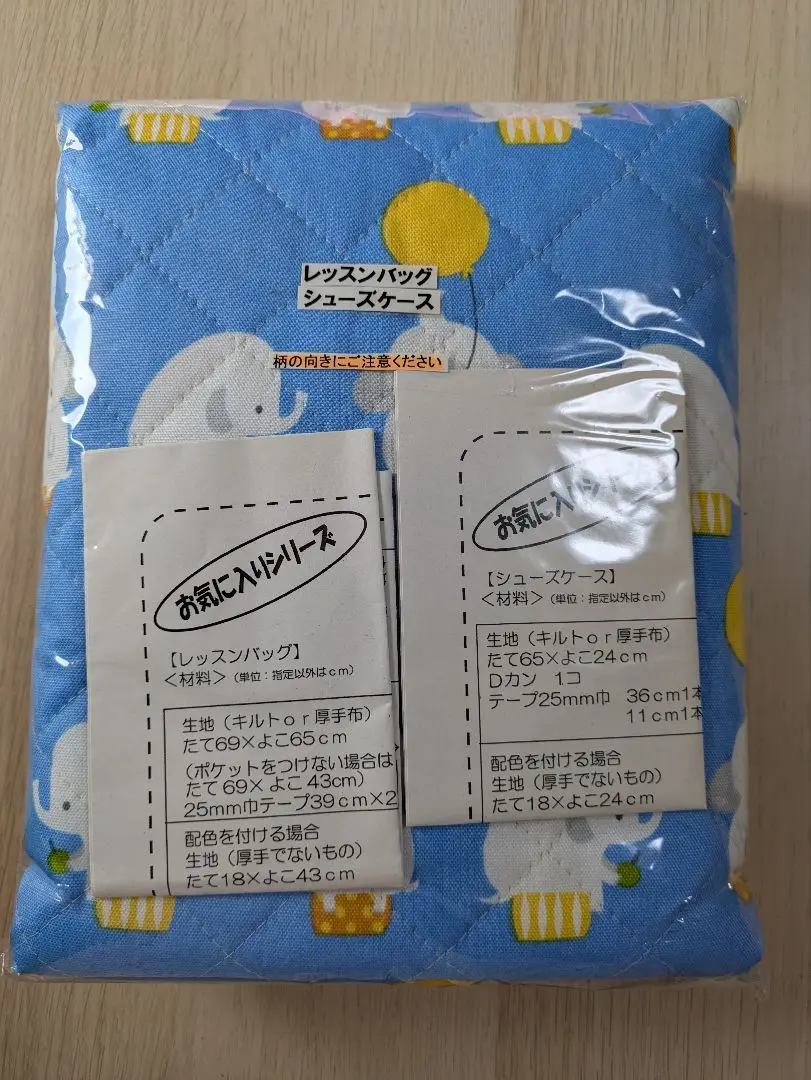 レッスンバッグ
シューズケース
柄の向きにご注意ください
お気に入りシリーズ
【レッスンバッグ】
<材料>(単位:指定以外はcm)
生地(キルトor厚手布)
たて69×よこ65cm
(ポケットをつけない場合は
たて69×よこ43cm)
25mm巾テープ39cm×2
配色を付ける場合
生地(厚手でないもの)
たて18×よこ43cm
お気に入りシリ
【シューズケース】
<材料>(単位:指定以外はcm)
生地(キルトor厚手布)
たて65×よこ24cm
Dカン 1コ
テープ25mm巾 36cm1本
11cm1本
配色を付ける場合
生地(厚手でないもの)
たて18×よこ24cm